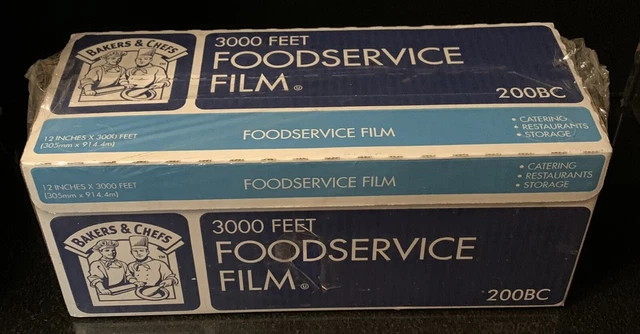 BAKERS & CHEFS
3000 FEET
FOODSERVICE
FILM
200BC
12 INCHES X 3000 FEET
(305mm x 914.4m)
FOODSERVICE FILM
• CATERING
• RESTAURANTS
• STORAGE
12 INCHES X 3000 FEET
(305mm x 914.4m)
FOODSERVICE FILM
• CATERING
• RESTAURANTS
• STORAGE
BAKERS & CHEFS
3000 FEET
FOODSERVICE
FILM
200BC